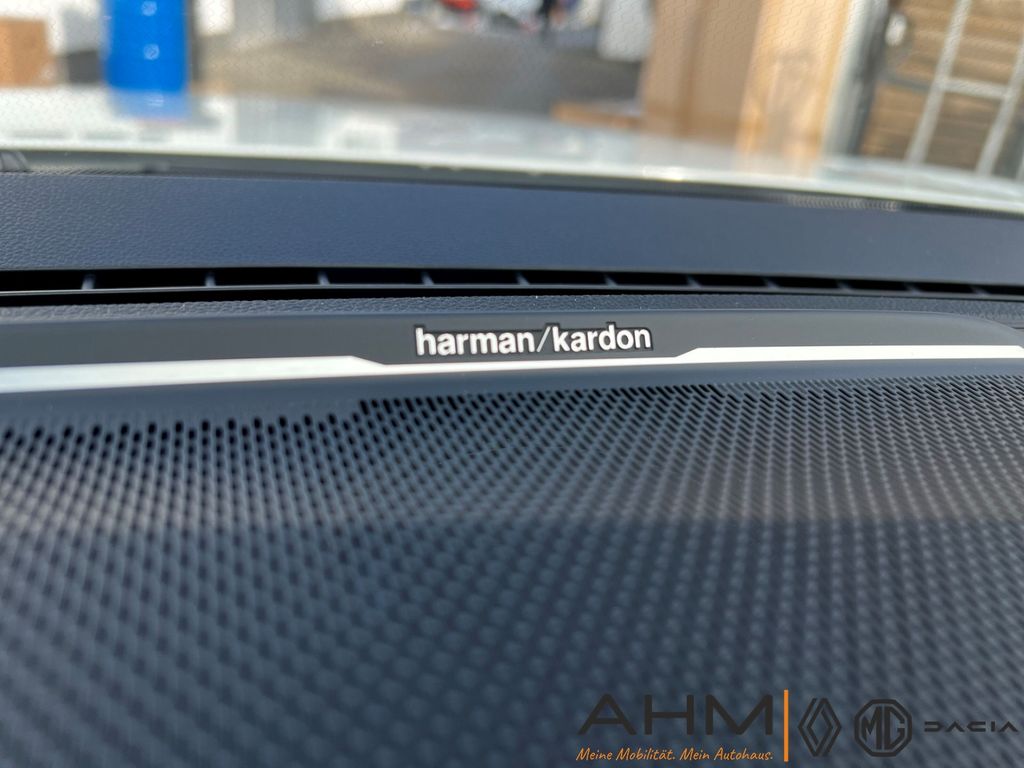 harman/kardon
AHM
MG
DACIA
Meine Mobilität. Mein Autohaus.